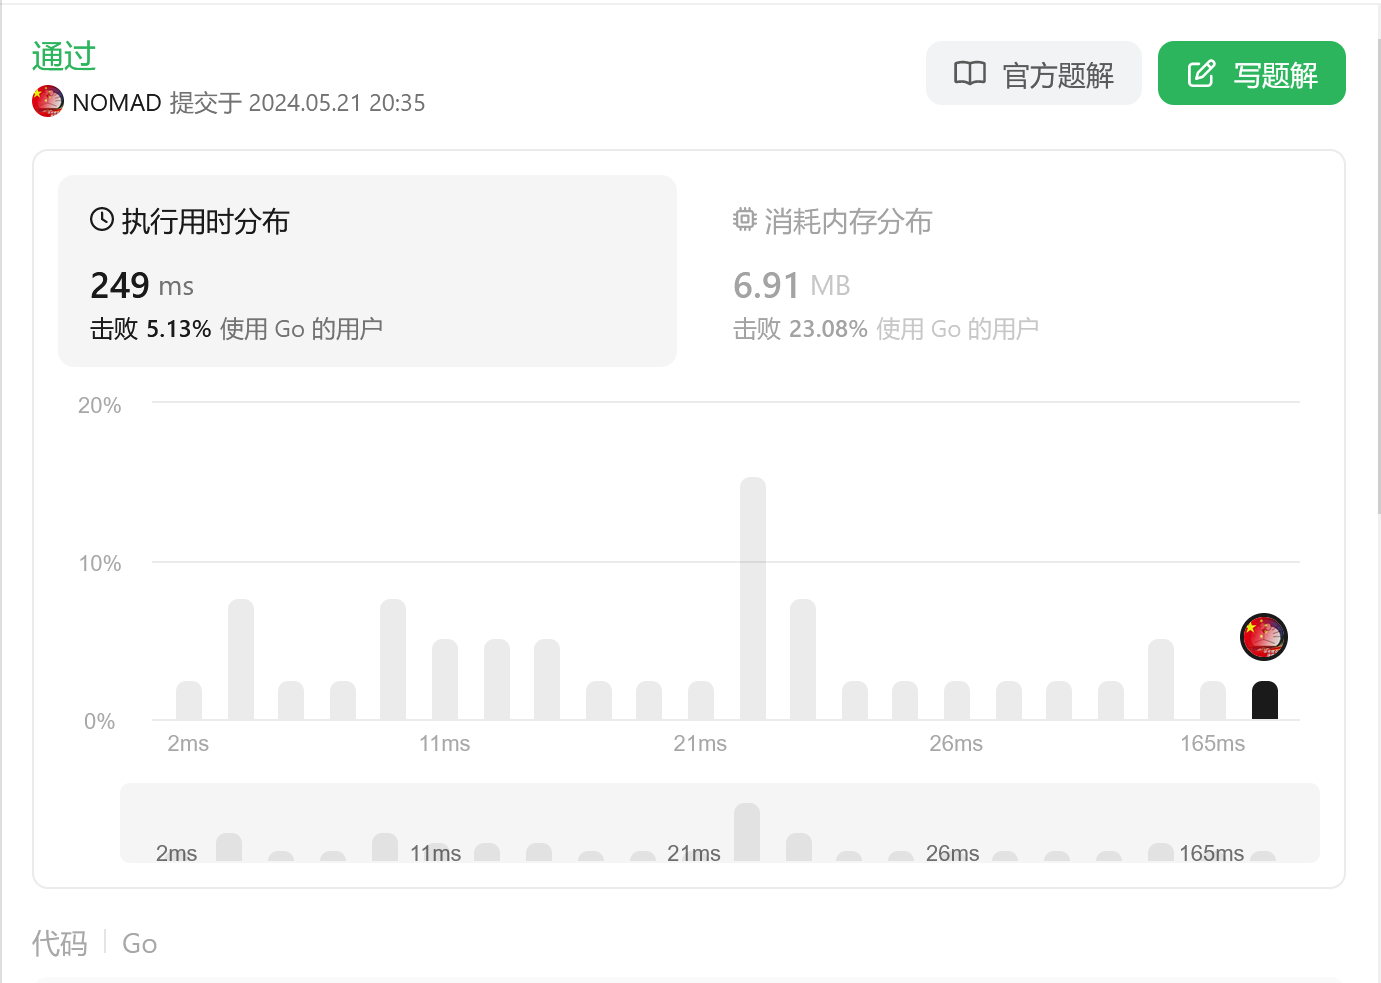 通过
官方题解
写题解
NOMAD 提交于 2024.05.21 20:35
执行用时分布
249 ms
击败 5.13% 使用 Go 的用户
消耗内存分布
6.91 MB
击败 23.08% 使用 Go 的用户
20%
10%
0%
2ms 11ms 21ms 26ms 165ms
2ms 11ms 21ms 26ms 165ms
代码 Go